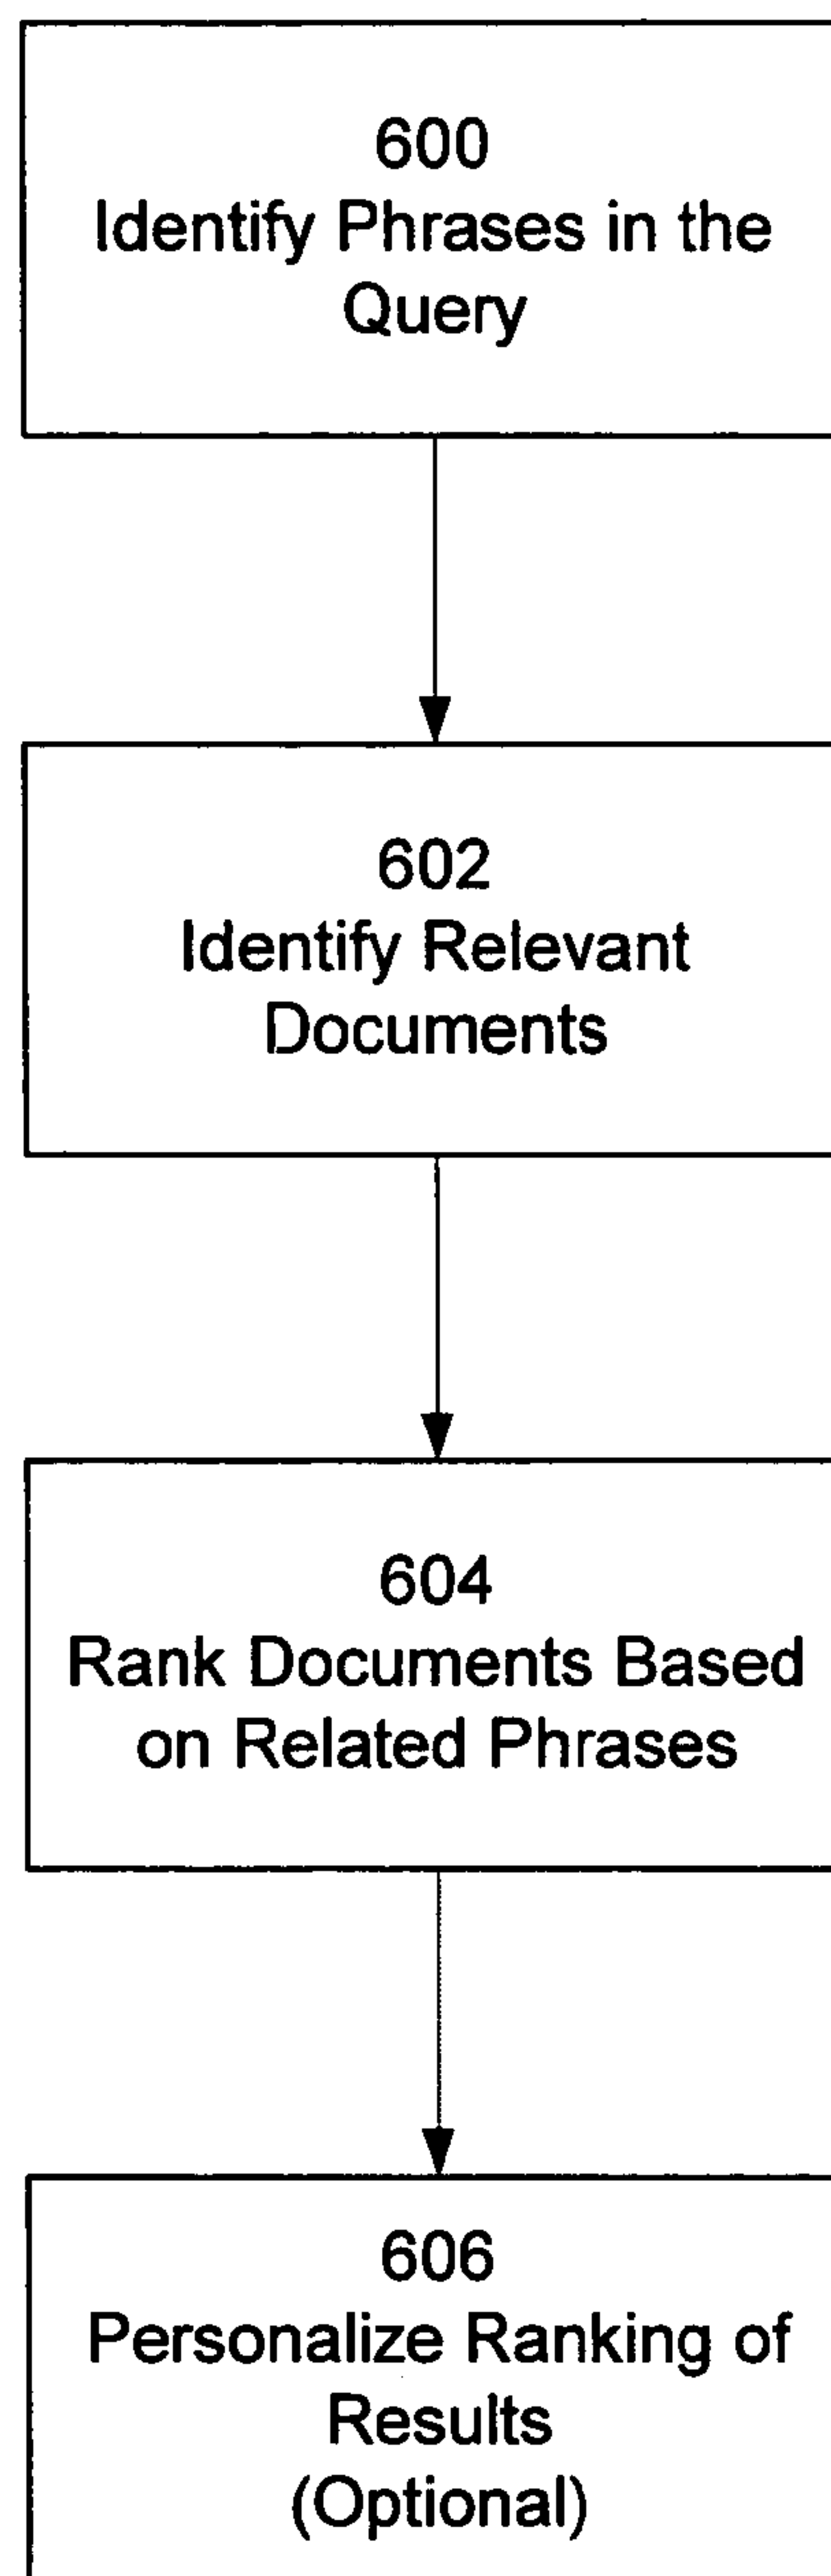 600
Identify Phrases in the
Query
602
Identify Relevant
Documents
604
Rank Documents Based
on Related Phrases
606
Personalize Ranking of
Results
(Optional)